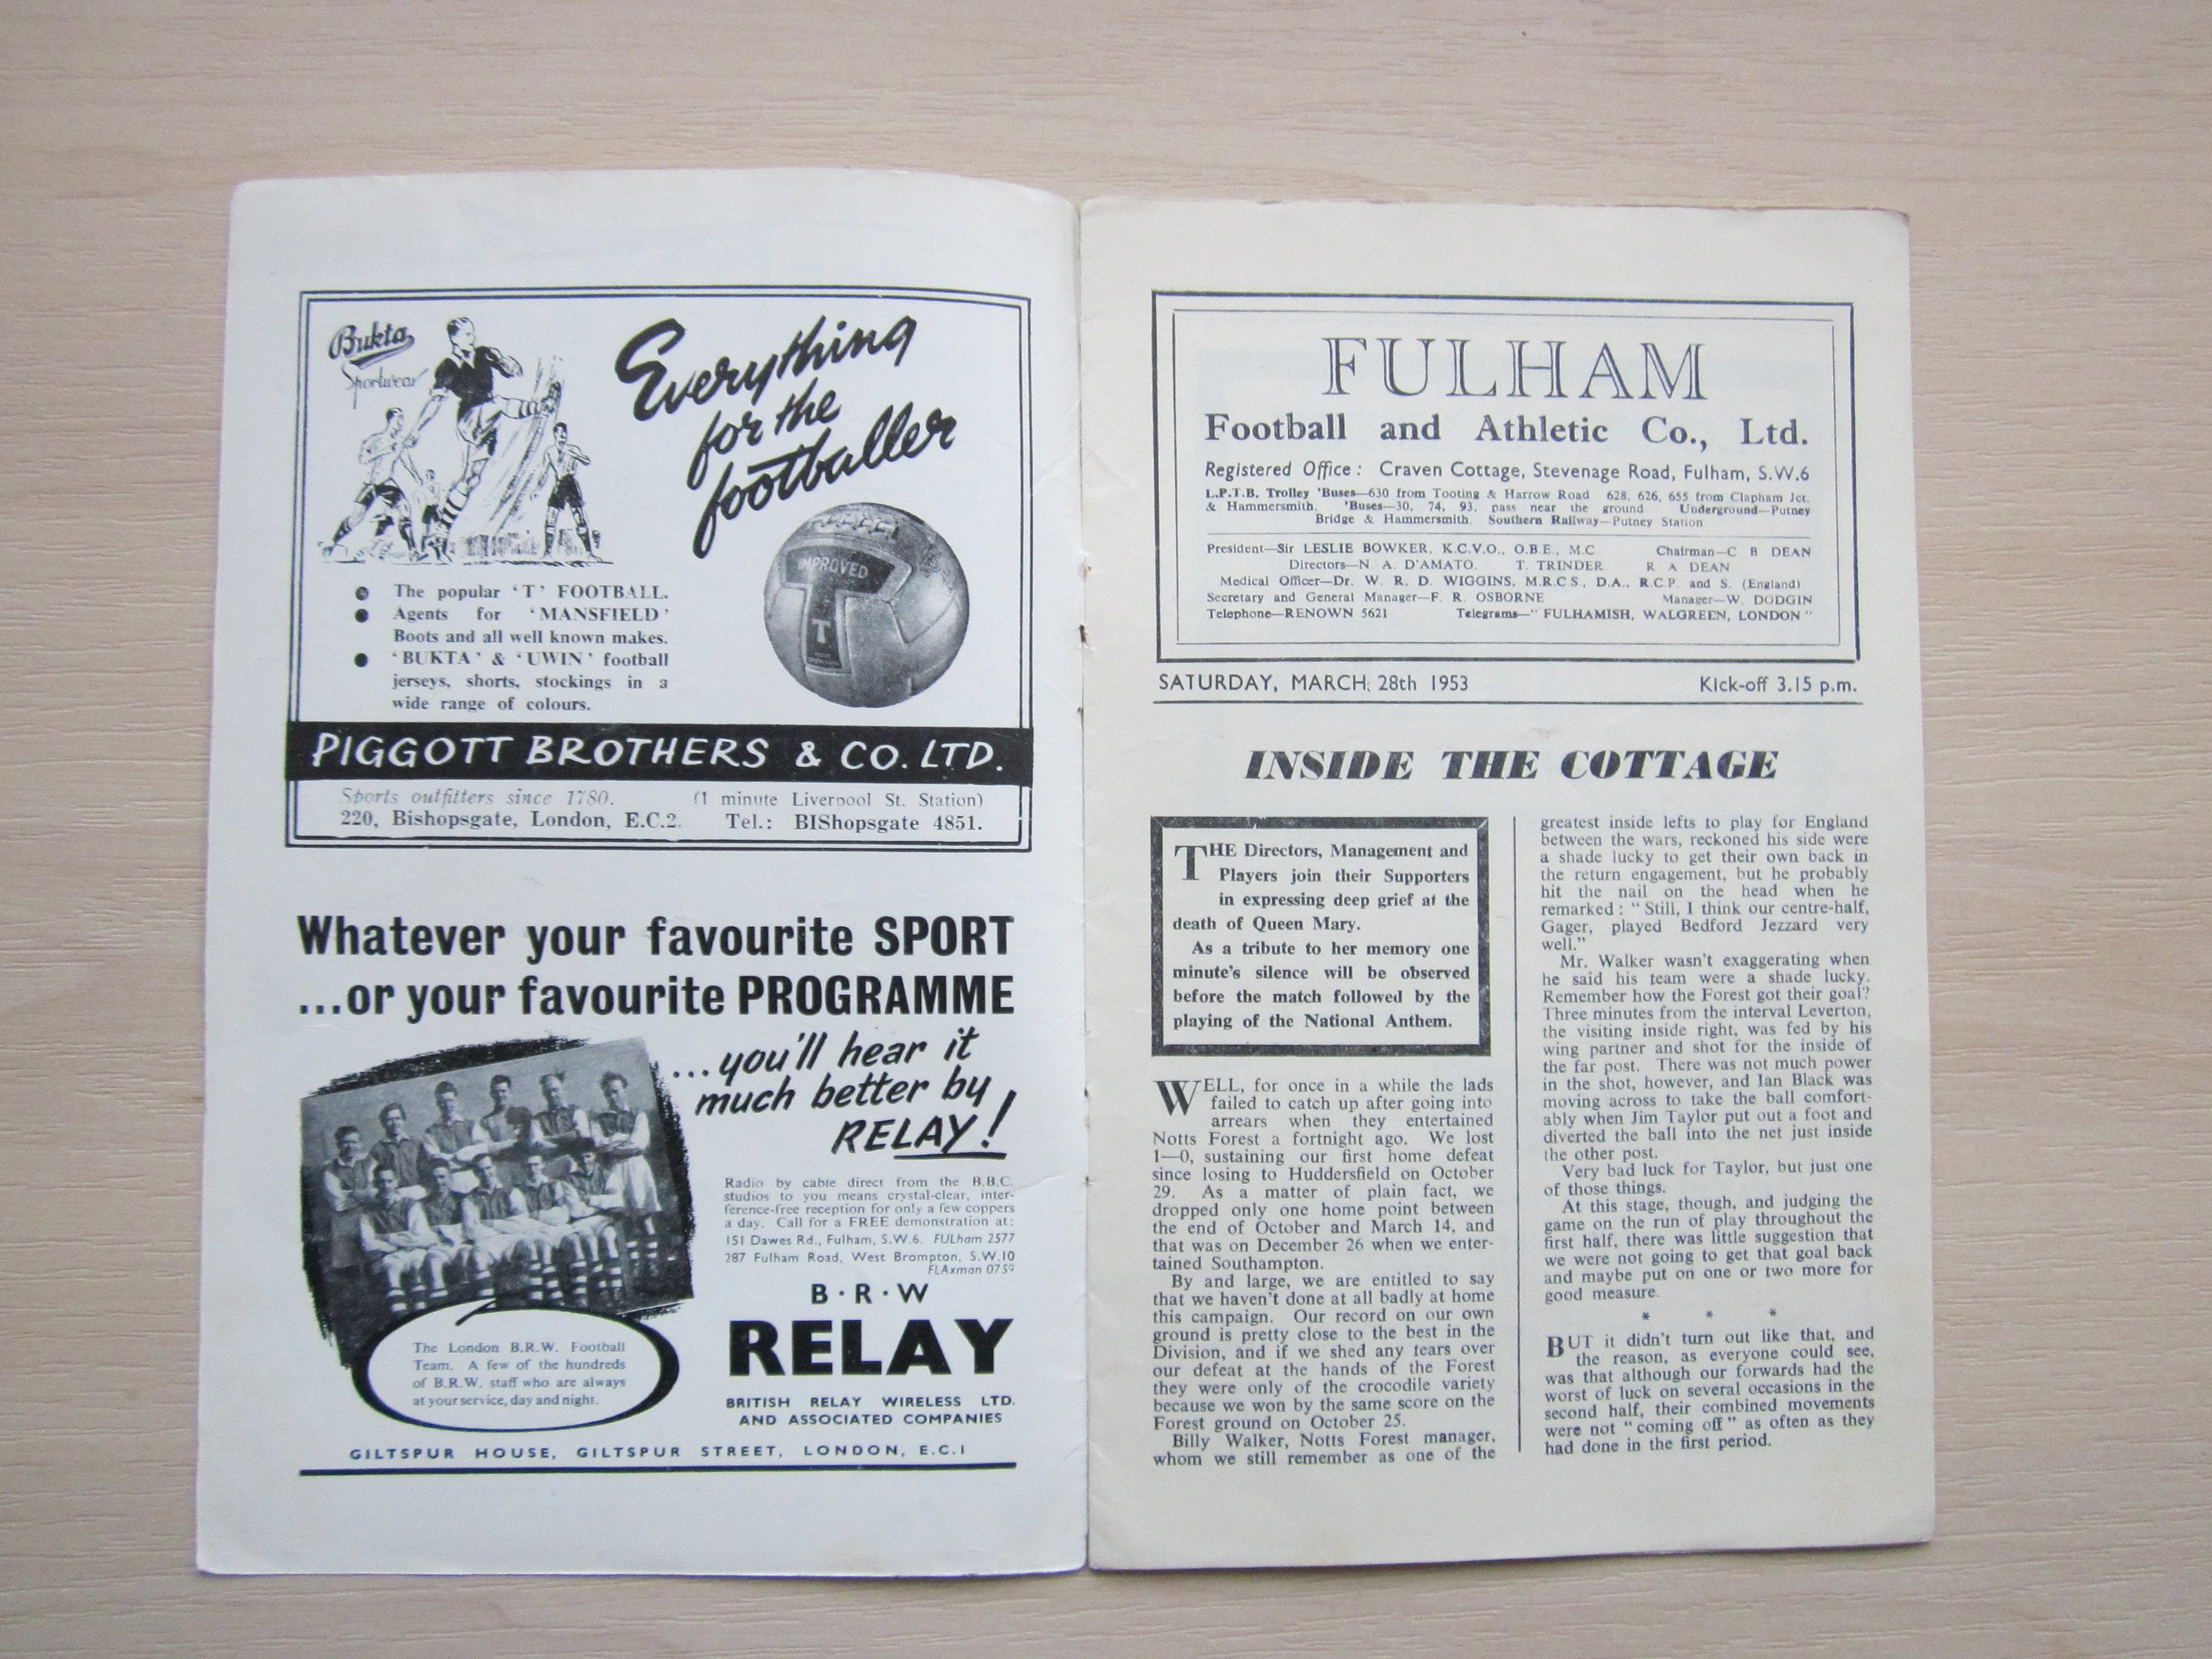 Bukta
Sportwear
Everything
for the
footballer
IMPROVED
T
T
The popular ‘T’ FOOTBALL.
Agents for ‘MANSFIELD’
Boots and all well known makes.
‘BUKTA’ & ‘UWIN’ football
jerseys, shorts, stockings in a
wide range of colours.
PIGGOTT BROTHERS & CO. LTD.
Sports outfitters since 1780. (1 minute Liverpool St. Station)
220, Bishopsgate, London, E.C.2. Tel.: BIShopsgate 4851.
Whatever your favourite SPORT
...or your favourite PROGRAMME
...you'll hear it
much better by
RELAY!
Radio by cable direct from the B.B.C.
studios to you means crystal-clear, inter-
ference-free reception for only a few coppers
a day. Call for a FREE demonstration at:
151 Dawes Rd., Fulham, S.W.6. FULham 2577
287 Fulham Road, West Brompton, S.W.10
FLAxman 0759
B·R·W
RELAY
The London B.R.W. Football
Team. A few of the hundreds
of B.R.W. staff who are always
at your service, day and night.
BRITISH RELAY WIRELESS LTD.
AND ASSOCIATED COMPANIES
GILTSPUR HOUSE, GILTSPUR STREET, LONDON, E.C.1
FULHAM
Football and Athletic Co., Ltd.
Registered Office: Craven Cottage, Stevenage Road, Fulham, S.W.6
L.P.T.B. Trolley 'Buses—630 from Tooting & Harrow Road 628, 626, 655 from Clapham Jct.
& Hammersmith. 'Buses—30, 74, 93, pass near the ground Underground—Putney
Bridge & Hammersmith. Southern Railway—Putney Station
President—Sir LESLIE BOWKER, K.C.V.O., O.B.E., M.C Chairman—C B DEAN
Directors—N. A. D'AMATO. T. TRINDER R A DEAN
Medical Officer—Dr. W. R. D. WIGGINS, M.R.C.S., D.A., R.C.P. and S. (England)
Secretary and General Manager—F. R. OSBORNE Manager—W. DODGIN
Telephone—RENOWN 5621 Telegrams—" FULHAMISH, WALGREEN, LONDON "
SATURDAY, MARCH 28th 1953 Kick-off 3.15 p.m.
INSIDE THE COTTAGE
THE Directors, Management and
Players join their Supporters
in expressing deep grief at the
death of Queen Mary.
As a tribute to her memory one
minute's silence will be observed
before the match followed by the
playing of the National Anthem.
WELL, for once in a while the lads
failed to catch up after going into
arrears when they entertained
Notts Forest a fortnight ago. We lost
1—0, sustaining our first home defeat
since losing to Huddersfield on October
29. As a matter of plain fact, we
dropped only one home point between
the end of October and March 14, and
that was on December 26 when we enter-
tained Southampton.
By and large, we are entitled to say
that we haven't done at all badly at home
this campaign. Our record on our own
ground is pretty close to the best in the
Division, and if we shed any tears over
our defeat at the hands of the Forest
they were only of the crocodile variety
because we won by the same score on the
Forest ground on October 25.
Billy Walker, Notts Forest manager,
whom we still remember as one of the
greatest inside lefts to play for England
between the wars, reckoned his side were
a shade lucky to get their own back in
the return engagement, but he probably
hit the nail on the head when he
remarked : “ Still, I think our centre-half,
Gager, played Bedford Jezzard very
well.”
Mr. Walker wasn't exaggerating when
he said his team were a shade lucky.
Remember how the Forest got their goal?
Three minutes from the interval Leverton,
the visiting inside right, was fed by his
wing partner and shot for the inside of
the far post. There was not much power
in the shot, however, and Ian Black was
moving across to take the ball comfort-
ably when Jim Taylor put out a foot and
diverted the ball into the net just inside
the other post.
Very bad luck for Taylor, but just one
of those things.
At this stage, though, and judging the
game on the run of play throughout the
first half, there was little suggestion that
we were not going to get that goal back
and maybe put on one or two more for
good measure.
* * *
BUT it didn't turn out like that, and
the reason, as everyone could see,
was that although our forwards had the
worst of luck on several occasions in the
second half, their combined movements
were not “ coming off ” as often as they
had done in the first period.